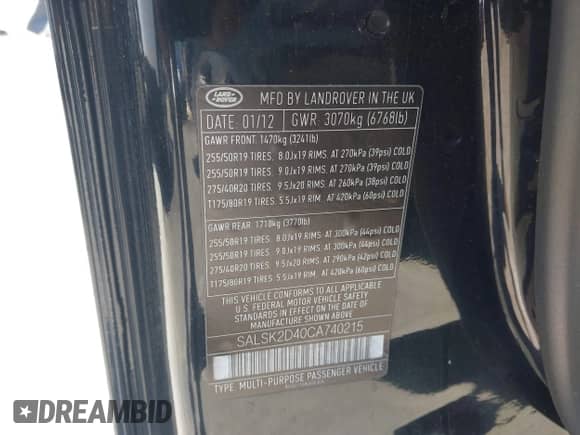 LAND
ROVER
MFD BY LANDROVER IN THE UK
DATE: 01/12 GWR: 3070kg (6768lb)
GAWR FRONT: 1470kg (3241lb)
255/50R19 TIRES. 8.0Jx19 RIMS. AT 270kPa (39psi) COLD
255/50R19 TIRES. 9.0Jx19 RIMS. AT 270kPa (39psi) COLD
275/40R20 TIRES. 9.5Jx20 RIMS. AT 260kPa (38psi) COLD
T175/80R19 TIRES. 5.5Jx19 RIM. AT 420kPa (60psi) COLD
GAWR REAR: 1710kg (3770lb)
255/50R19 TIRES. 8.0Jx19 RIMS. AT 300kPa (44psi) COLD
255/50R19 TIRES. 9.0Jx19 RIMS. AT 300kPa (44psi) COLD
275/40R20 TIRES. 9.5Jx20 RIMS. AT 290kPa (42psi) COLD
T175/80R19 TIRES. 5.5Jx19 RIM. AT 420kPa (60psi) COLD
THIS VEHICLE CONFORMS TO ALL APPLICABLE
U.S. FEDERAL MOTOR VEHICLE SAFETY
STANDARDS IN EFFECT ON THE DATE OF
MANUFACTURE SHOWN ABOVE
SALSK2D40CA740215
TYPE: MULTI-PURPOSE PASSENGER VEHICLE
DREAMBID